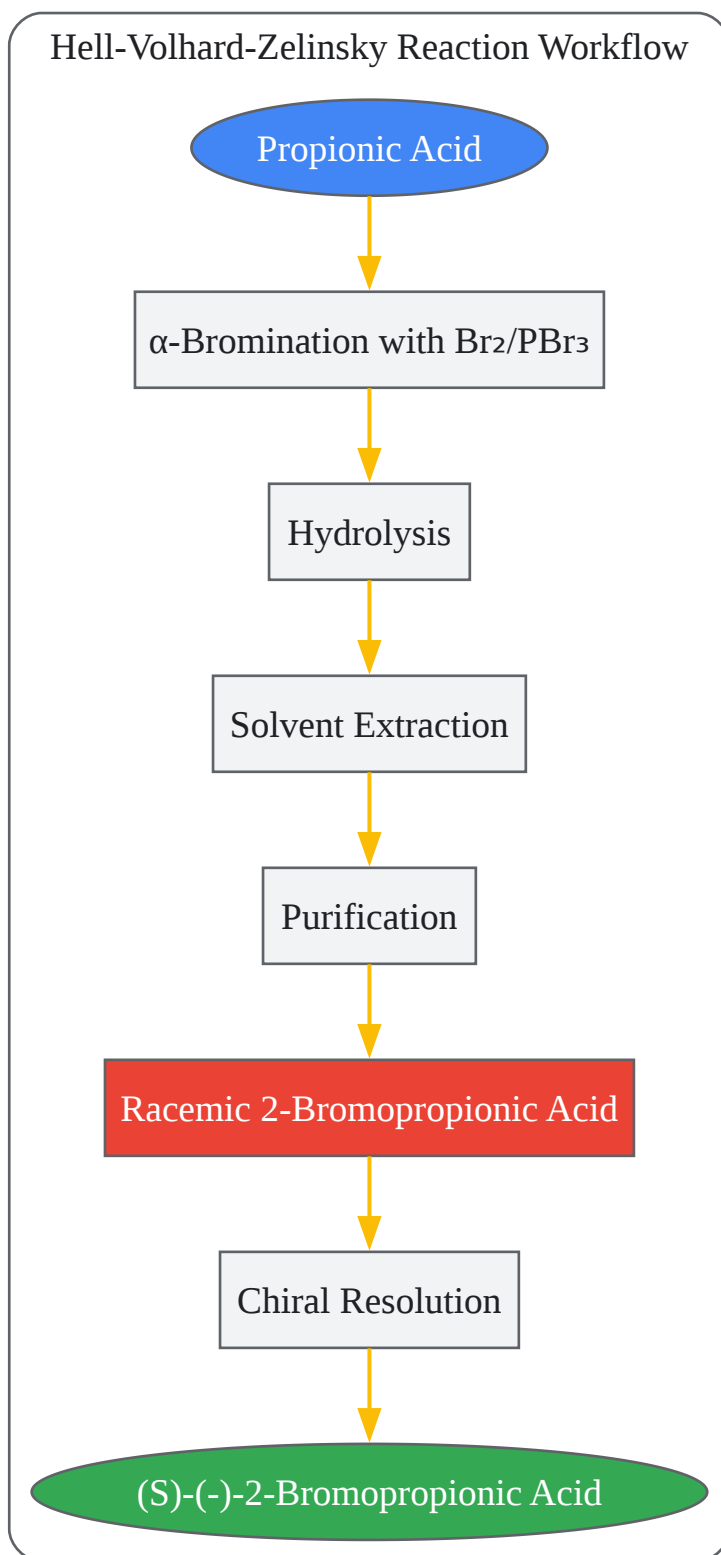 Hell-Volhard-Zelinsky Reaction Workflow
Propionic Acid
α-Bromination with Br₂/PBr₃
Hydrolysis
Solvent Extraction
Purification
Racemic 2-Bromopropionic Acid
Chiral Resolution
(S)-(-)-2-Bromopropionic Acid